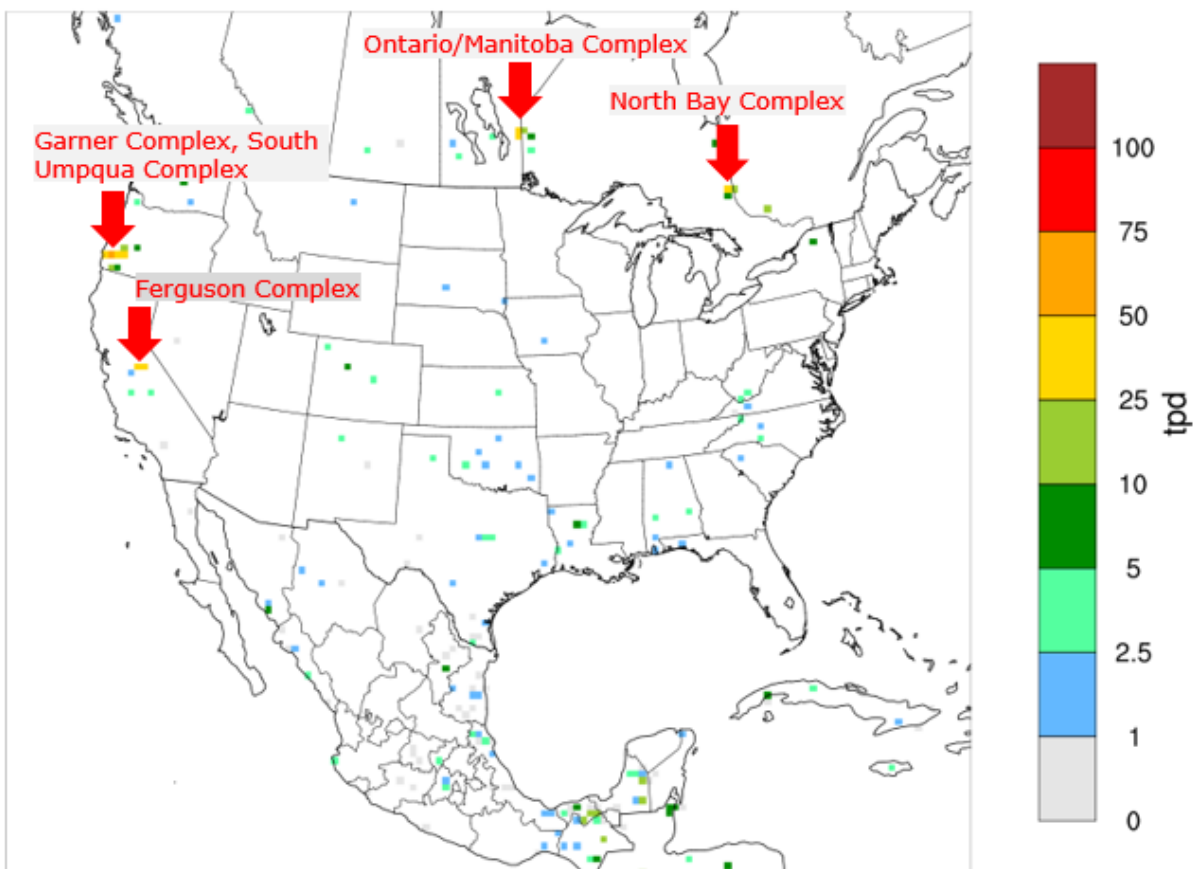 Ontario/Manitoba Complex
North Bay Complex
Garner Complex, South
Umpqua Complex
Ferguson Complex
100
75
50
25
10
5
2.5
1
0
tpd